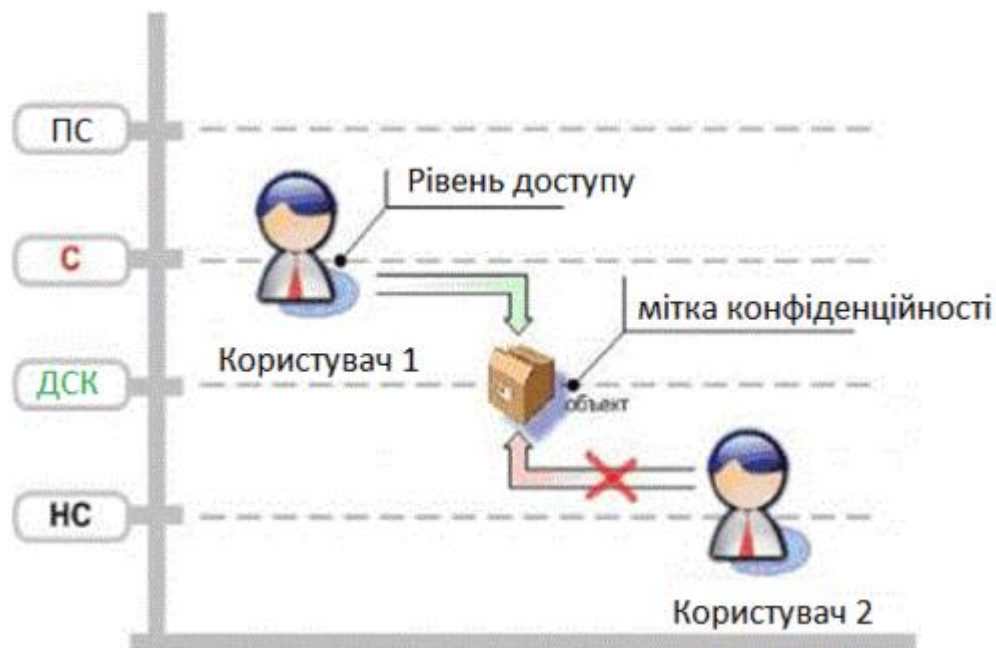 ПС
Рівень доступу
С
мітка конфіденційності
Користувач 1
ДСК
объект
НС
Користувач 2